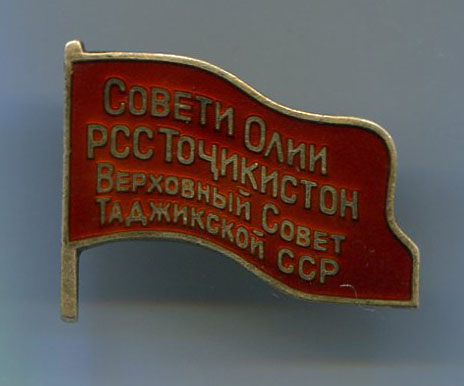 Совети Олии
РСС Тоҷикистон
Верховный Совет
Таджикской ССР